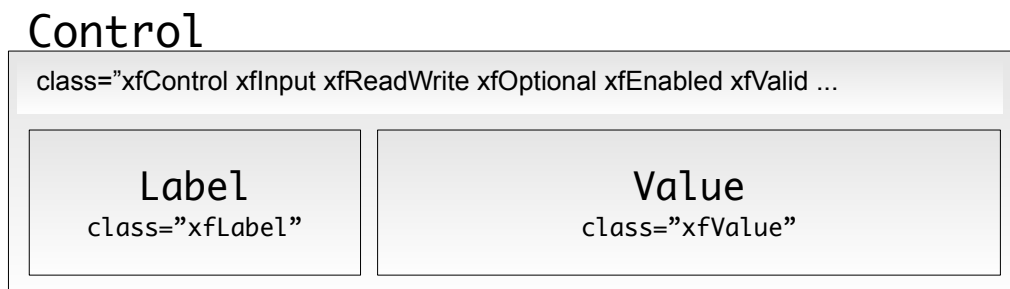 Control
class=”xfControl xfInput xfReadWrite xfOptional xfEnabled xfValid ...
Label
class=”xfLabel”
Value
class=”xfValue”